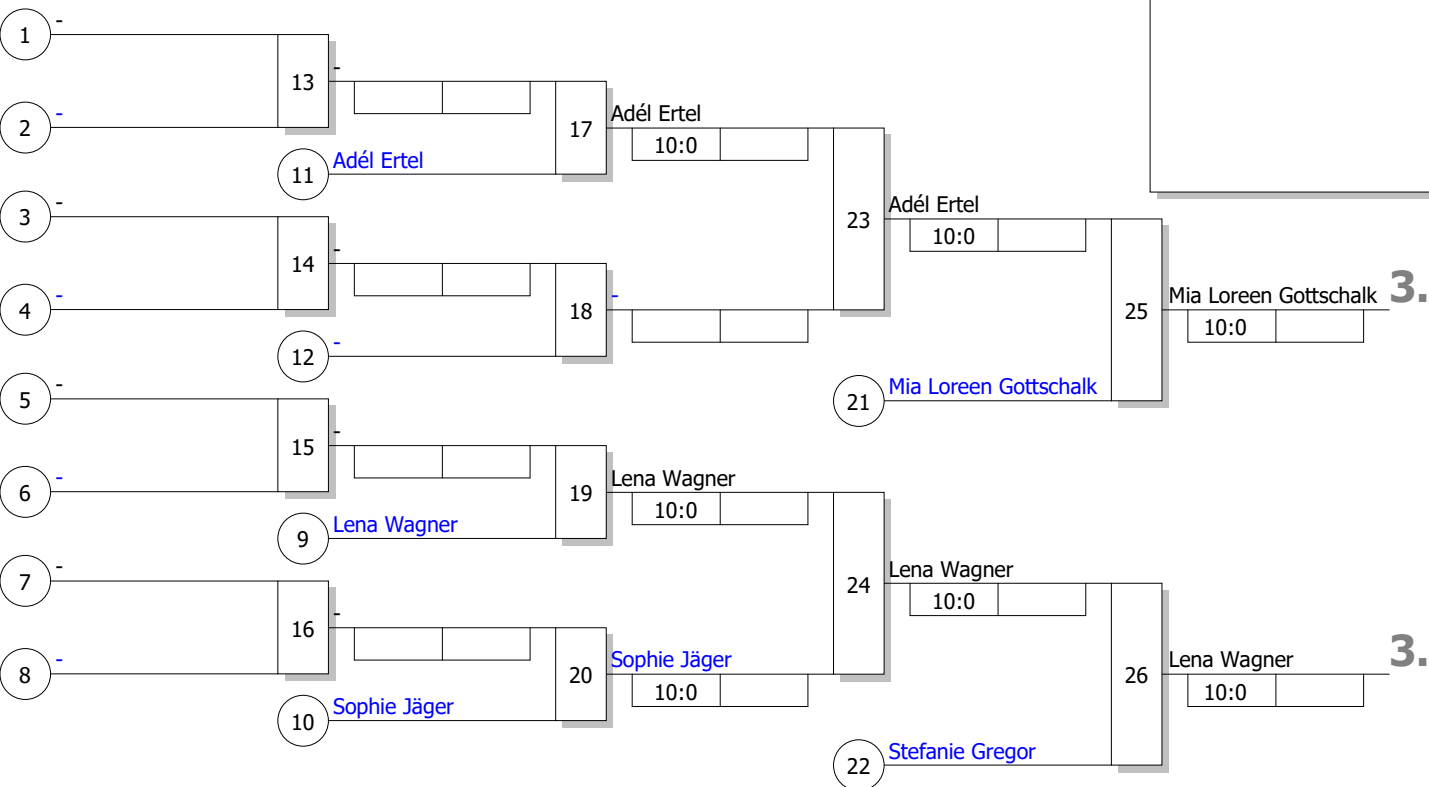 1 -
13 -
2 -
17 Adél Ertel
10:0
11 Adél Ertel
3 -
14 -
4 -
18 -
12 -
23 Adél Ertel
10:0
5 -
15 -
6 -
19 Lena Wagner
10:0
9 Lena Wagner
7 -
16 -
8 -
20 Sophie Jäger
10:0
10 Sophie Jäger
24 Lena Wagner
10:0
21 Mia Loreen Gottschalk
25 Mia Loreen Gottschalk 3.
10:0
22 Stefanie Gregor
26 Lena Wagner 3.
10:0